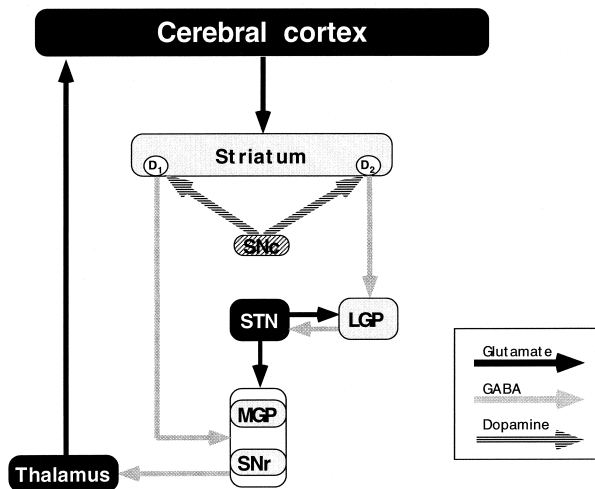 Cerebral cortex
Striatum
D1
D2
SNc
STN
LGP
MGP
SNr
Thalamus
Glutamate
GABA
Dopamine